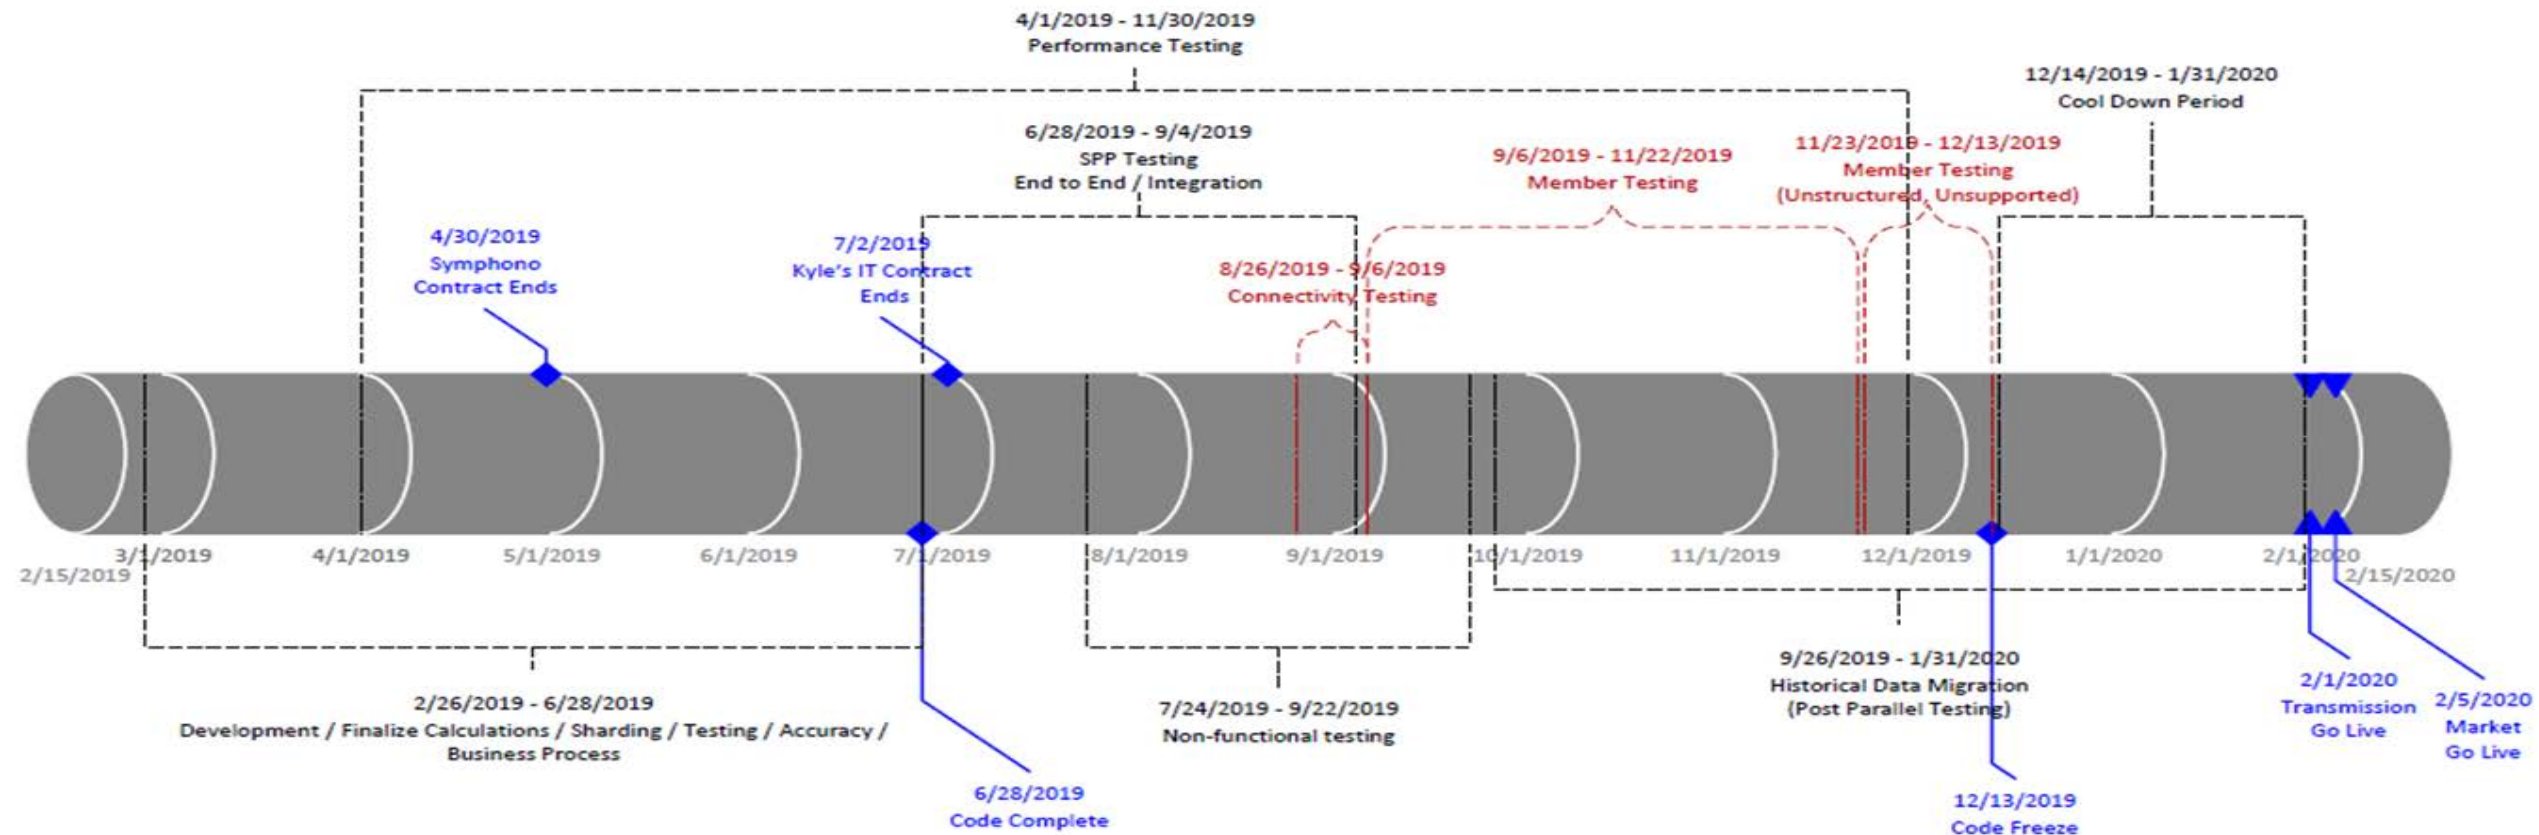 4/1/2019 - 11/30/2019
Performance Testing
12/14/2019 - 1/31/2020
Cool Down Period
6/28/2019 - 9/4/2019
SPP Testing
End to End / Integration
9/6/2019 - 11/22/2019
Member Testing
11/23/2019 - 12/13/2019
Member Testing
(Unstructured, Unsupported)
4/30/2019
Symphono
Contract Ends
7/2/2019
Kyle's IT Contract
Ends
8/26/2019 - 9/6/2019
Connectivity Testing
2/15/2019
3/1/2019
4/1/2019
5/1/2019
6/1/2019
7/1/2019
8/1/2019
9/1/2019
10/1/2019
11/1/2019
12/1/2019
1/1/2020
2/1/2020
2/15/2020
2/26/2019 - 6/28/2019
Development / Finalize Calculations / Sharding / Testing / Accuracy /
Business Process
6/28/2019
Code Complete
7/24/2019 - 9/22/2019
Non-functional testing
9/26/2019 - 1/31/2020
Historical Data Migration
(Post Parallel Testing)
12/13/2019
Code Freeze
2/1/2020
Transmission
Go Live
2/5/2020
Market
Go Live